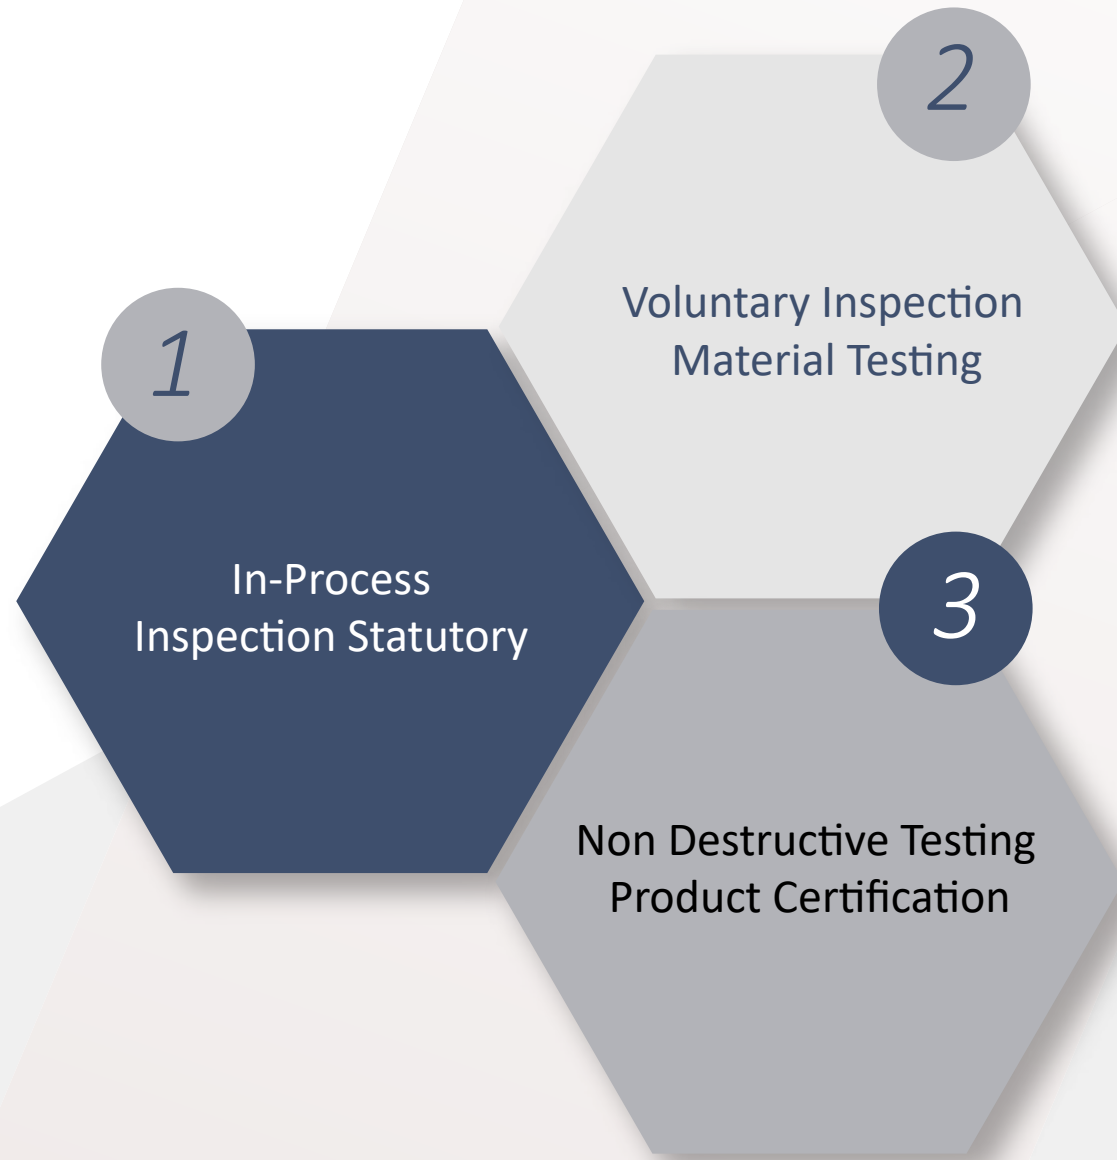 1
In-Process
Inspection Statutory
2
Voluntary Inspection
Material Testing
3
Non Destructive Testing
Product Certification